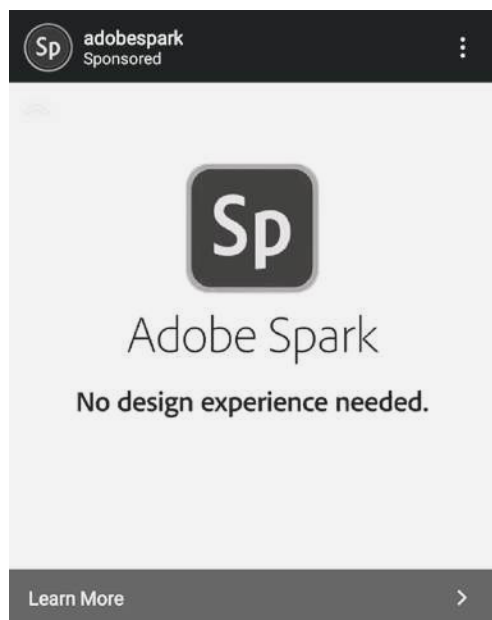 Sp
adobespark
Sponsored
Sp
Adobe Spark
No design experience needed.
Learn More